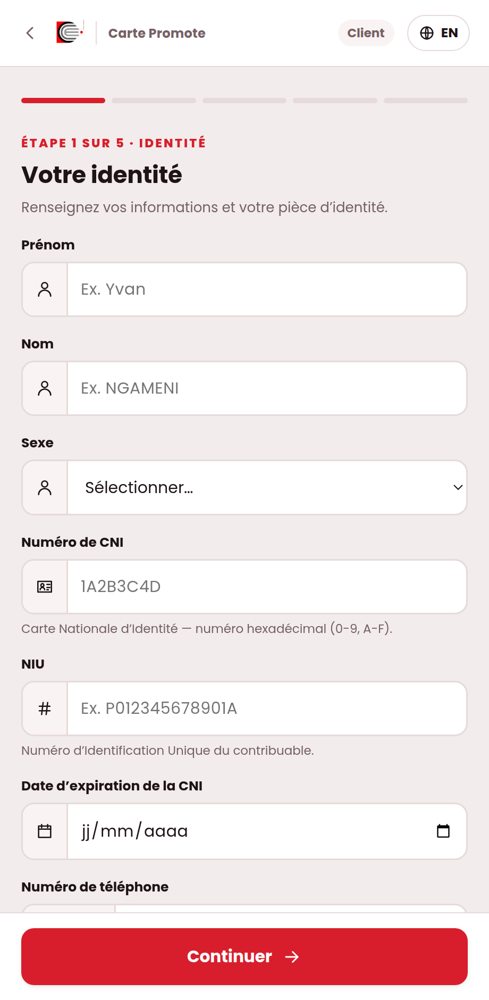 Carte Promote
Client
EN
ÉTAPE 1 SUR 5 · IDENTITÉ
Votre identité
Renseignez vos informations et votre pièce d’identité.
Prénom
Ex. Yvan
Nom
Ex. NGAMENI
Sexe
Sélectionner...
Numéro de CNI
1A2B3C4D
Carte Nationale d’Identité — numéro hexadécimal (0-9, A-F).
NIU
Ex. P012345678901A
Numéro d’Identification Unique du contribuable.
Date d’expiration de la CNI
jj/mm/aaaa
Numéro de téléphone
Continuer →